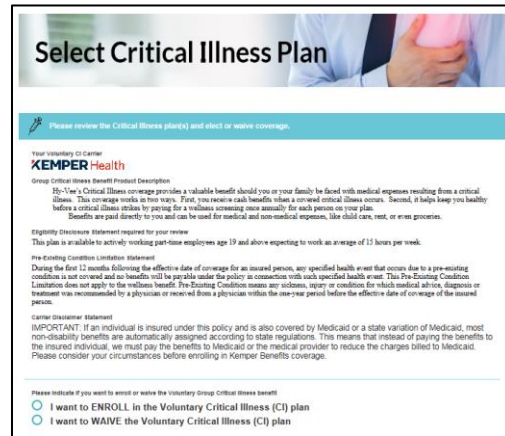 Select Critical Illness Plan
Please review the Critical Illness plan(s) and elect or waive coverage.
Your Voluntary CI Carrier
KEMPER Health
Group Critical Illness Benefit Product Description
Hy-Vee's Critical Illness coverage provides a valuable benefit should you or your family be faced with medical expenses resulting from a critical
illness. This coverage works in two ways. First, you receive cash benefits when a covered critical illness occurs. Second, it helps keep you healthy
before a critical illness strikes by paying for a wellness screening once annually for each person on your plan.
Benefits are paid directly to you and can be used for medical and non-medical expenses, like child care, rent, or even groceries.
Eligibility Disclosure Statement required for your review
This plan is available to actively working part-time employees age 19 and above expecting to work an average of 15 hours per week.
Pre-Existing Condition Limitation Statement
During the first 12 months following the effective date of coverage for an insured person, any specified health event that occurs due to a pre-existing
condition is not covered and no benefits will be payable under the policy in connection with such specified health event. This Pre-Existing Condition
Limitation does not apply to the wellness benefit. Pre-Existing Condition means any sickness, injury or condition for which medical advice, diagnosis or
treatment was recommended by a physician or received from a physician within the one-year period before the effective date of coverage of the insured
person.
Carrier Disclaimer Statement
IMPORTANT: If an individual is insured under this policy and is also covered by Medicaid or a state variation of Medicaid, most
non-disability benefits are automatically assigned according to state regulations. This means that instead of paying the benefits to
the insured individual, we must pay the benefits to Medicaid or the medical provider to reduce the charges billed to Medicaid.
Please consider your circumstances before enrolling in Kemper Benefits coverage.
Please indicate if you want to enroll or waive the Voluntary Group Critical Illness benefit
I want to ENROLL in the Voluntary Critical Illness (CI) plan
I want to WAIVE the Voluntary Critical Illness (CI) plan